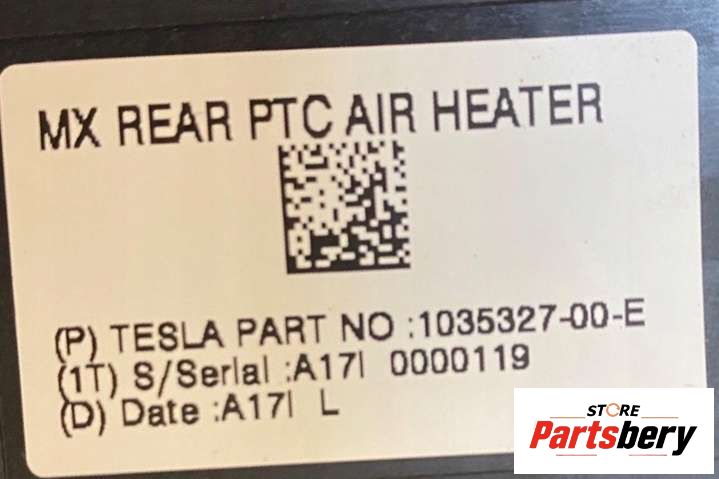 MX REAR PTC AIR HEATER
(P) TESLA PART NO :1035327-00-E
(1T) S/Serial :A17I 0000119
(D) Date :A17I L
STORE
Partsbery